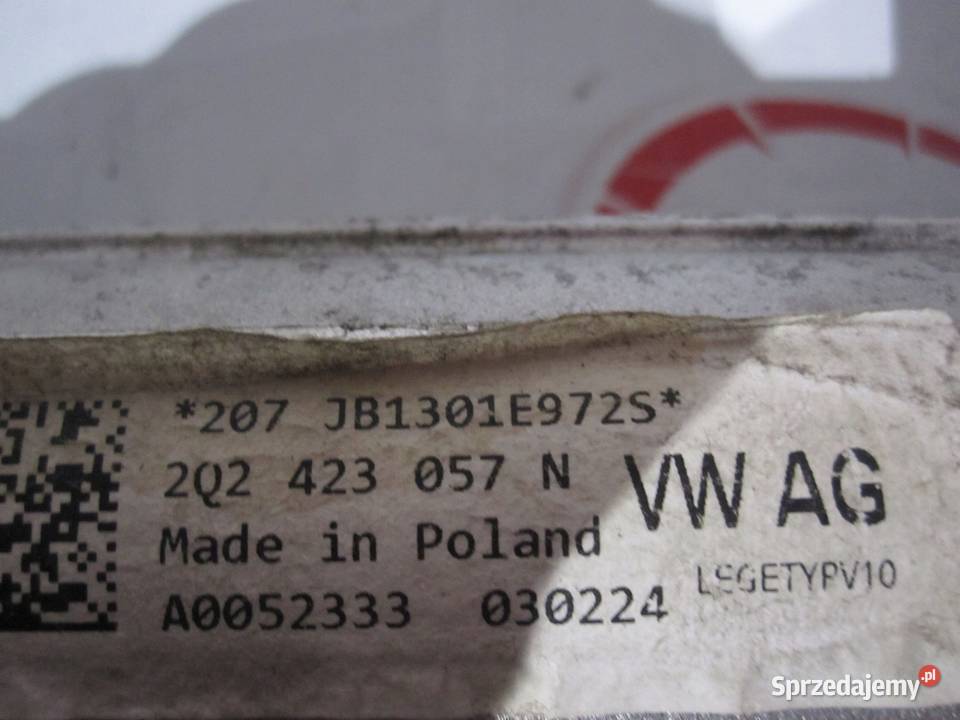 *207 JB1301E972S*
2Q2 423 057 N VW AG
Made in Poland
LEGETYPV10
A0052333 030224
Sprzedajemy.pl